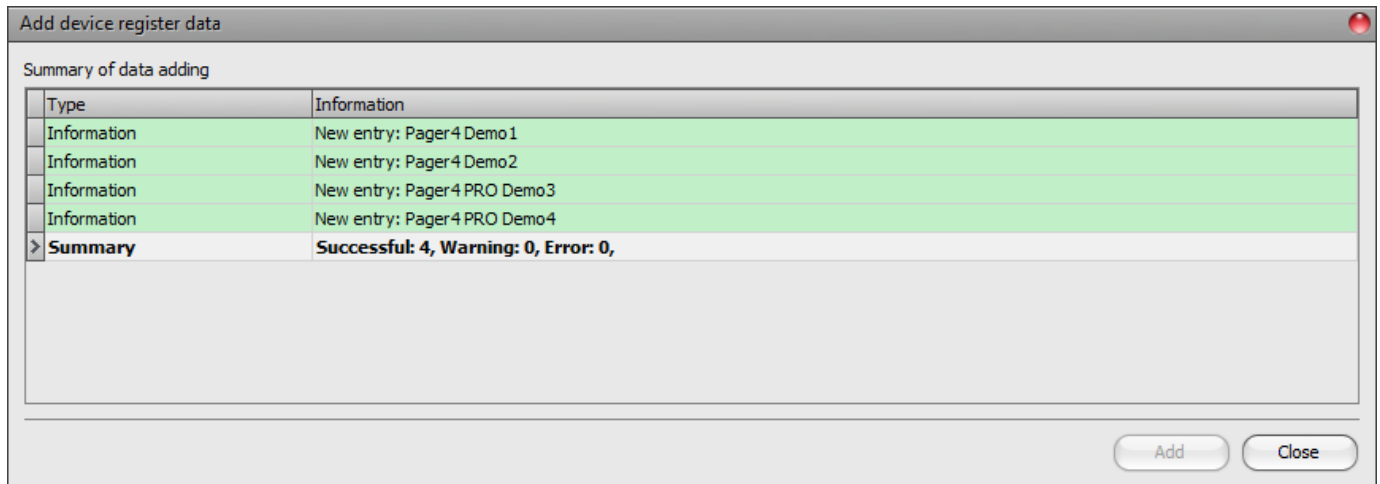 Add device register data
Summary of data adding
Type Information
Information New entry: Pager4 Demo1
Information New entry: Pager4 Demo2
Information New entry: Pager4 PRO Demo3
Information New entry: Pager4 PRO Demo4
Summary Successful: 4, Warning: 0, Error: 0,
Add Close